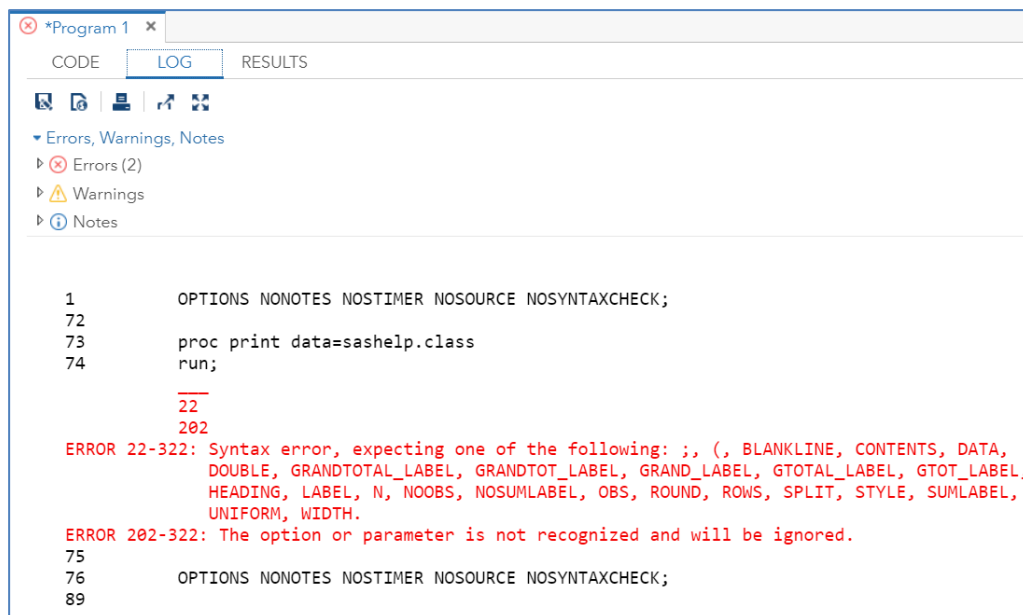 *Program 1 ×
CODE LOG RESULTS
Errors, Warnings, Notes
Errors (2)
Warnings
Notes
1 OPTIONS NONOTES NOSTIMER NOSOURCE NOSYNTAXCHECK;
72
73 proc print data=sashelp.class
74 run;
___
22
202
ERROR 22-322: Syntax error, expecting one of the following: ;, (, BLANKLINE, CONTENTS, DATA,
DOUBLE, GRANDTOTAL_LABEL, GRANDTOT_LABEL, GRAND_LABEL, GTOTAL_LABEL, GTOT_LABEL,
HEADING, LABEL, N, NOOBS, NOSUMLABEL, OBS, ROUND, ROWS, SPLIT, STYLE, SUMLABEL,
UNIFORM, WIDTH.
ERROR 202-322: The option or parameter is not recognized and will be ignored.
75
76 OPTIONS NONOTES NOSTIMER NOSOURCE NOSYNTAXCHECK;
89